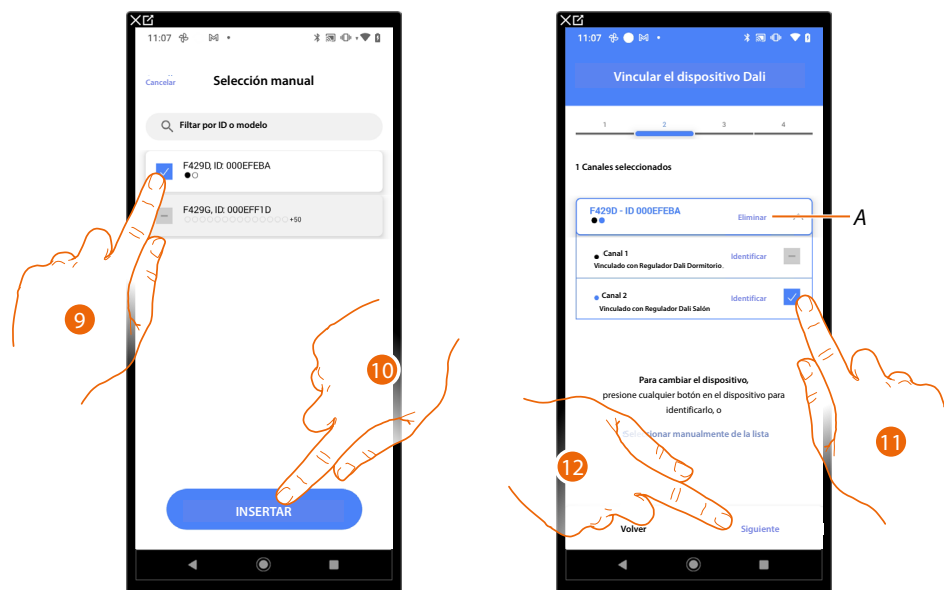 11:07
Cancelar
Selección manual
Filtar por ID o modelo
F429D, ID: 000EFEBA
F429G, ID: 000EFF1D
+50
9
10
INSERTAR
11:07
Vincular el dispositivo Dali
1 2 3 4
1 Canales seleccionados
F429D - ID 000EFEBA
Eliminar
A
Canal 1
Identificar
Vinculado con Regulador Dali Dormitorio.
Canal 2
Identificar
Vinculado con Regulador Dali Salón
11
Para cambiar el dispositivo,
presione cualquier botón en el dispositivo para
identificarlo, o
Seleccionar manualmente de la lista
12
Volver
Siguiente